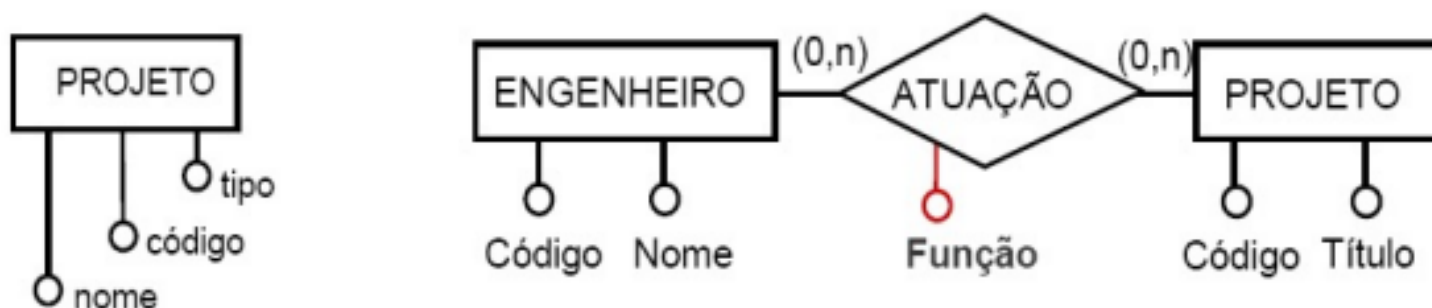 PROJETO
tipo
código
nome
ENGENHEIRO
(0,n)
ATUAÇÃO
(0,n)
PROJETO
Código
Nome
Função
Código
Título